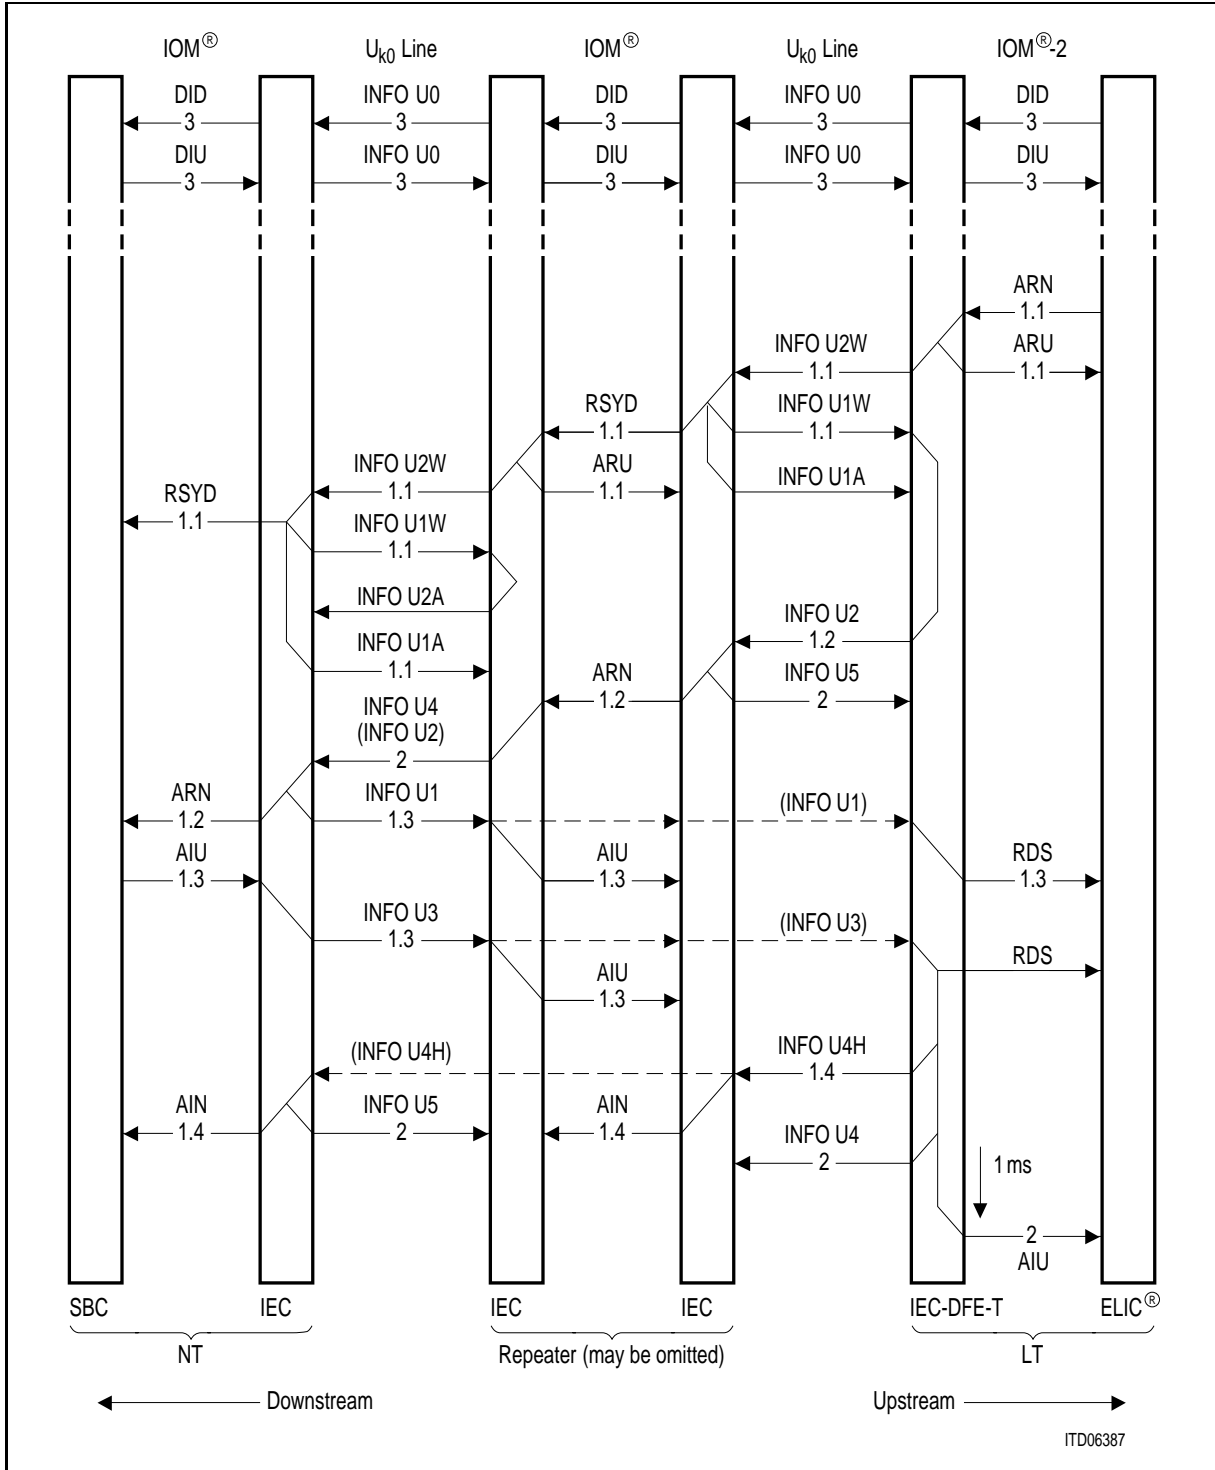 IOM® U_k0 Line IOM® U_k0 Line IOM®-2
DID INFO U0 DID INFO U0 DID
3 3 3 3 3
DIU INFO U0 DIU INFO U0 DIU
3 3 3 3 3
ARN
1.1
INFO U2W ARU
1.1 1.1
RSYD INFO U1W
1.1 1.1
INFO U2W ARU INFO U1A
1.1 1.1
RSYD
1.1
INFO U1W
1.1
INFO U2A
INFO U2
1.2
INFO U1A
1.1
ARN INFO U5
1.2 2
INFO U4
(INFO U2)
2
ARN INFO U1 (INFO U1)
1.2 1.3
AIU AIU RDS
1.3 1.3 1.3
INFO U3 (INFO U3)
1.3
RDS
AIU
1.3
(INFO U4H) INFO U4H
1.4
AIN INFO U5 AIN
1.4 2 1.4
INFO U4
2
1 ms
2
AIU
SBC IEC IEC IEC IEC-DFE-T ELIC®
NT Repeater (may be omitted) LT
Downstream Upstream
ITD06387